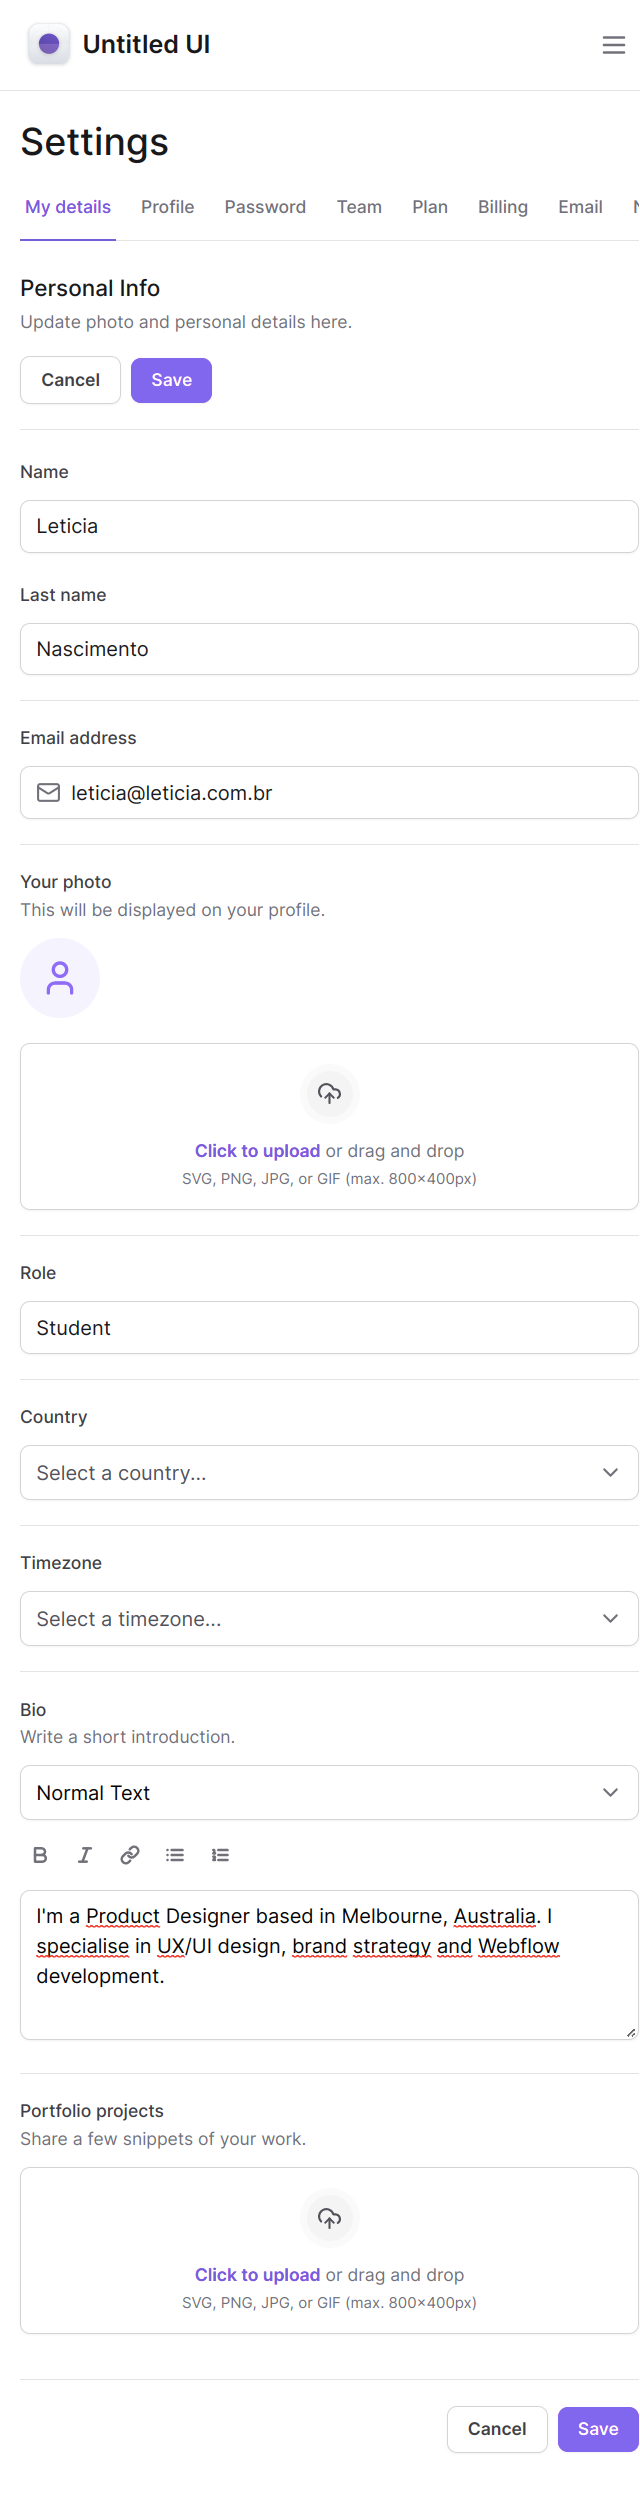 Untitled UI
Settings
My details Profile Password Team Plan Billing Email
Personal Info
Update photo and personal details here.
Cancel Save
Name
Leticia
Last name
Nascimento
Email address
leticia@leticia.com.br
Your photo
This will be displayed on your profile.
Click to upload or drag and drop
SVG, PNG, JPG, or GIF (max. 800×400px)
Role
Student
Country
Select a country...
Timezone
Select a timezone...
Bio
Write a short introduction.
Normal Text
I'm a Product Designer based in Melbourne, Australia. I
specialise in UX/UI design, brand strategy and Webflow
development.
Portfolio projects
Share a few snippets of your work.
Click to upload or drag and drop
SVG, PNG, JPG, or GIF (max. 800×400px)
Cancel Save